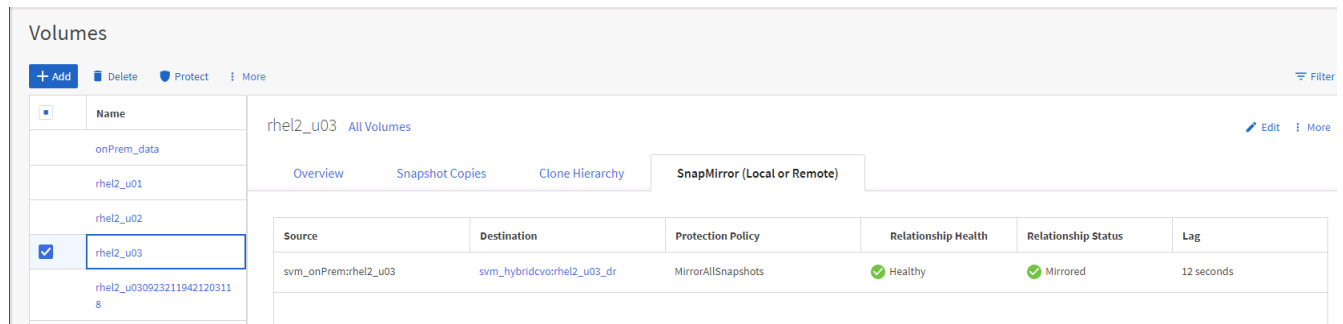 Volumes
+ Add Delete Protect More Filter
Name
onPrem_data
rhel2_u01
rhel2_u02
rhel2_u03
rhel2_u030923211942120311
8
rhel2_u03 All Volumes Edit More
Overview Snapshot Copies Clone Hierarchy SnapMirror (Local or Remote)
Source Destination Protection Policy Relationship Health Relationship Status Lag
svm_onPrem:rhel2_u03 svm_hybridcvo:rhel2_u03_dr MirrorAllSnapshots Healthy Mirrored 12 seconds